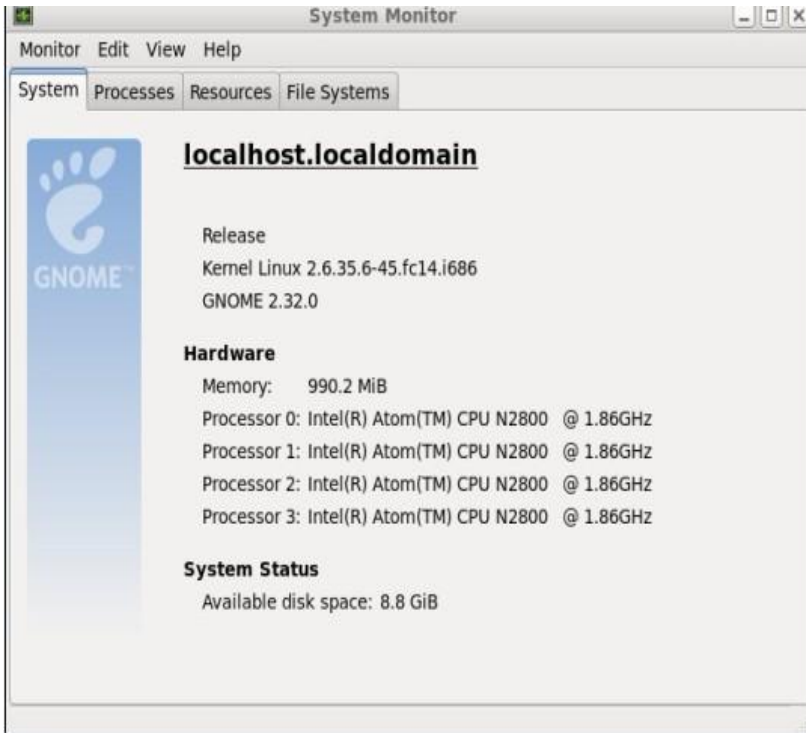 System Monitor
Monitor Edit View Help
System Processes Resources File Systems
GNOME™
localhost.localdomain
Release
Kernel Linux 2.6.35.6-45.fc14.i686
GNOME 2.32.0
Hardware
Memory: 990.2 MiB
Processor 0: Intel(R) Atom(TM) CPU N2800 @ 1.86GHz
Processor 1: Intel(R) Atom(TM) CPU N2800 @ 1.86GHz
Processor 2: Intel(R) Atom(TM) CPU N2800 @ 1.86GHz
Processor 3: Intel(R) Atom(TM) CPU N2800 @ 1.86GHz
System Status
Available disk space: 8.8 GiB